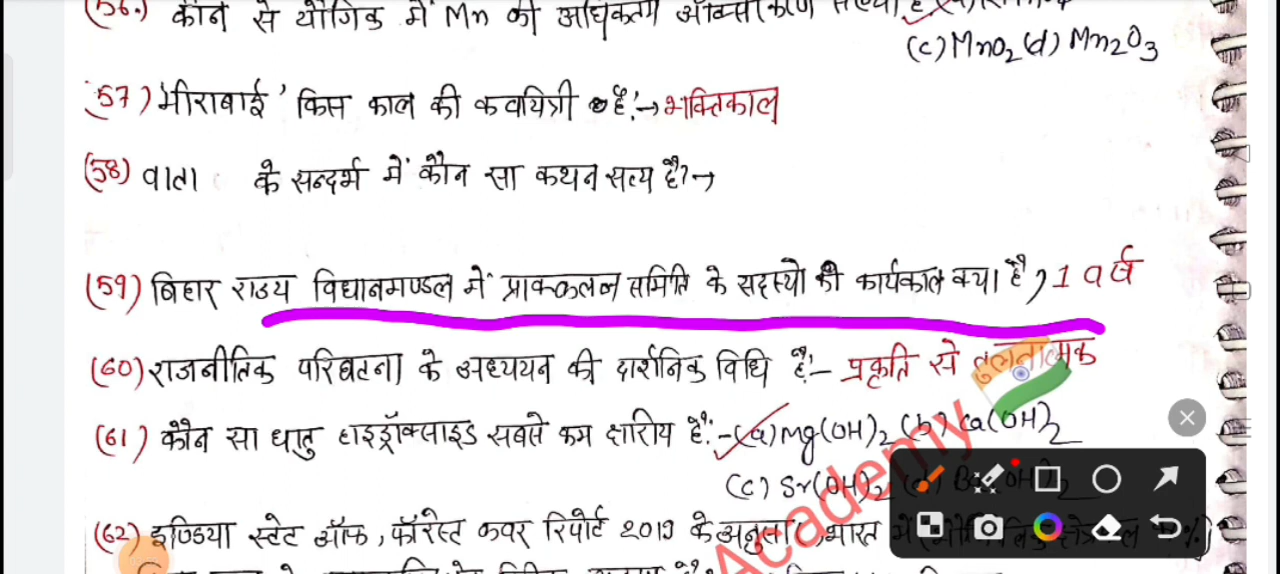 (56.) कौन से यौगिक में Mn की अधिकतम ऑक्सीकरण संख्या है
(c) MnO2 (d) Mn2O3
(57) 'मीराबाई' किस काल की कवयित्री है:→ भक्तिकाल
(58) वाता के सन्दर्भ में कौन सा कथन सत्य है?→
(59) बिहार राज्य विधानमण्डल में प्राक्कलन समिति के सदस्यो की कार्यकाल क्या है, 1 वर्ष
(60) राजनीतिक के अध्ययन की दार्शनिक विधि है:- प्रकृति से तुलनात्मक
(61) कौन सा धातु हाइड्रॉक्साइड सबसे कम क्षारिय है:- (a) Mg(OH)2 (b) Ca(OH)2
(c) Sr(OH)2
(62) इण्डिया स्टेट ऑफ, फॉरेस्ट कवर रिपोर्ट 2019 के अनुसार, भारत में
Academy